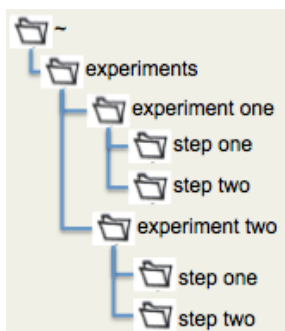 ~
experiments
experiment one
step one
step two
experiment two
step one
step two